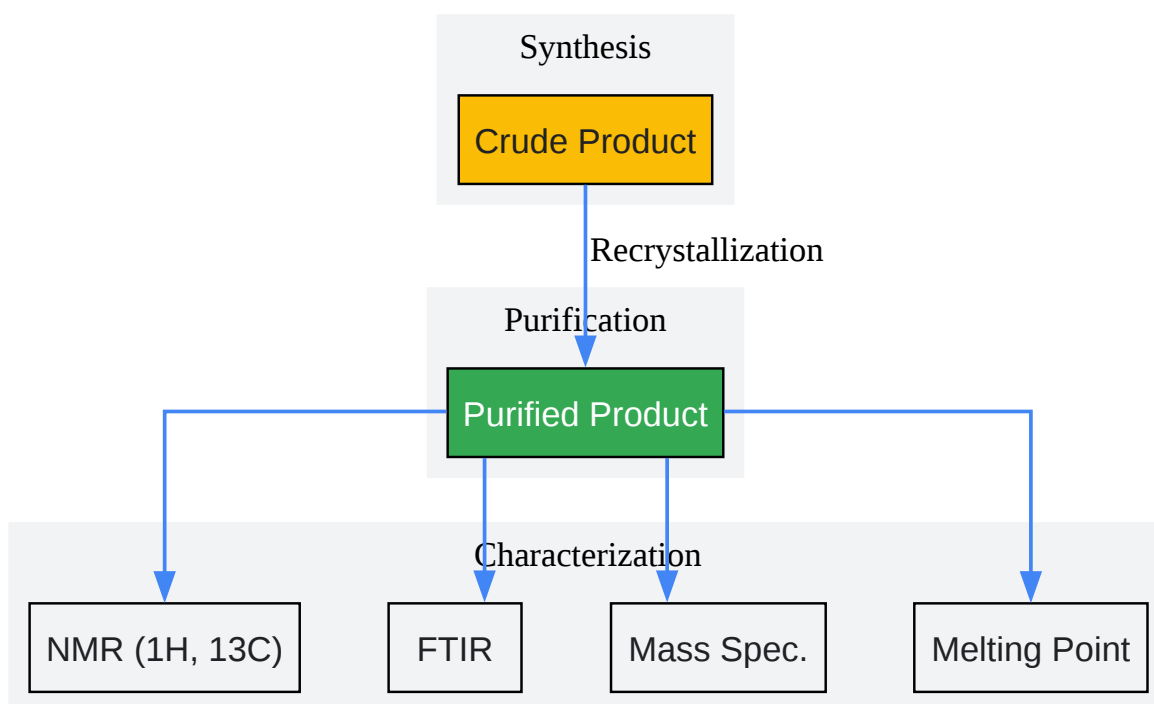 Synthesis
Crude Product
Recrystallization
Purification
Purified Product
Characterization
NMR (1H, 13C)
FTIR
Mass Spec.
Melting Point